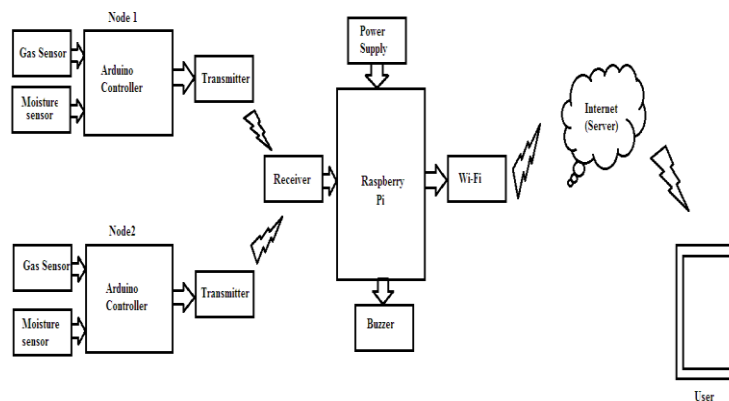 Node 1
Gas Sensor
Moisture
sensor
Arduino
Controller
Transmitter
Power
Supply
Receiver
Raspberry
Pi
Wi-Fi
Internet
(Server)
Node2
Gas Sensor
Moisture
sensor
Arduino
Controller
Transmitter
Buzzer
User